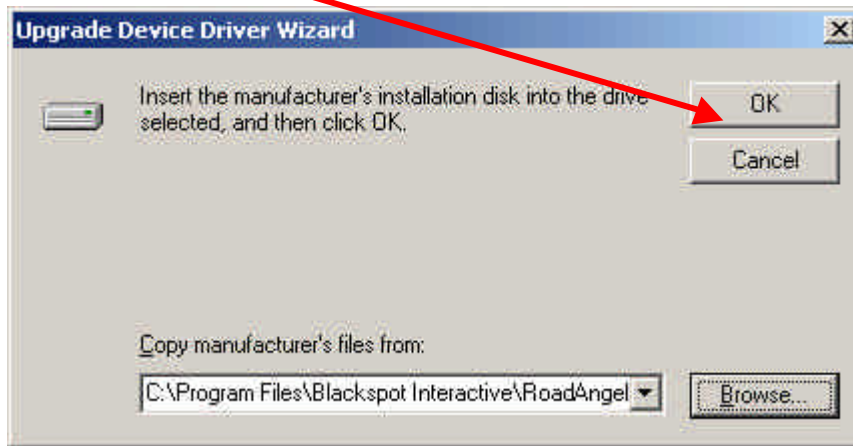 Upgrade Device Driver Wizard
Insert the manufacturer's installation disk into the drive
selected, and then click OK.
OK
Cancel
Copy manufacturer's files from:
C:\Program Files\Blackspot Interactive\RoadAngel
Browse...